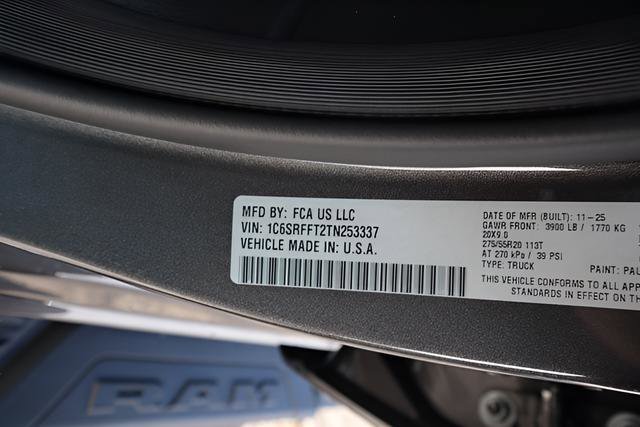 MFD BY: FCA US LLC
VIN: 1C6SRFFT2TN253337
VEHICLE MADE IN: U.S.A.
DATE OF MFR (BUILT): 11-25
GAWR FRONT: 3900 LB / 1770 KG
20X9.0
275/55R20 113T
AT 270 kPa / 39 PSI
TYPE: TRUCK
PAINT: PAU
THIS VEHICLE CONFORMS TO ALL APP
STANDARDS IN EFFECT ON TH
RAM